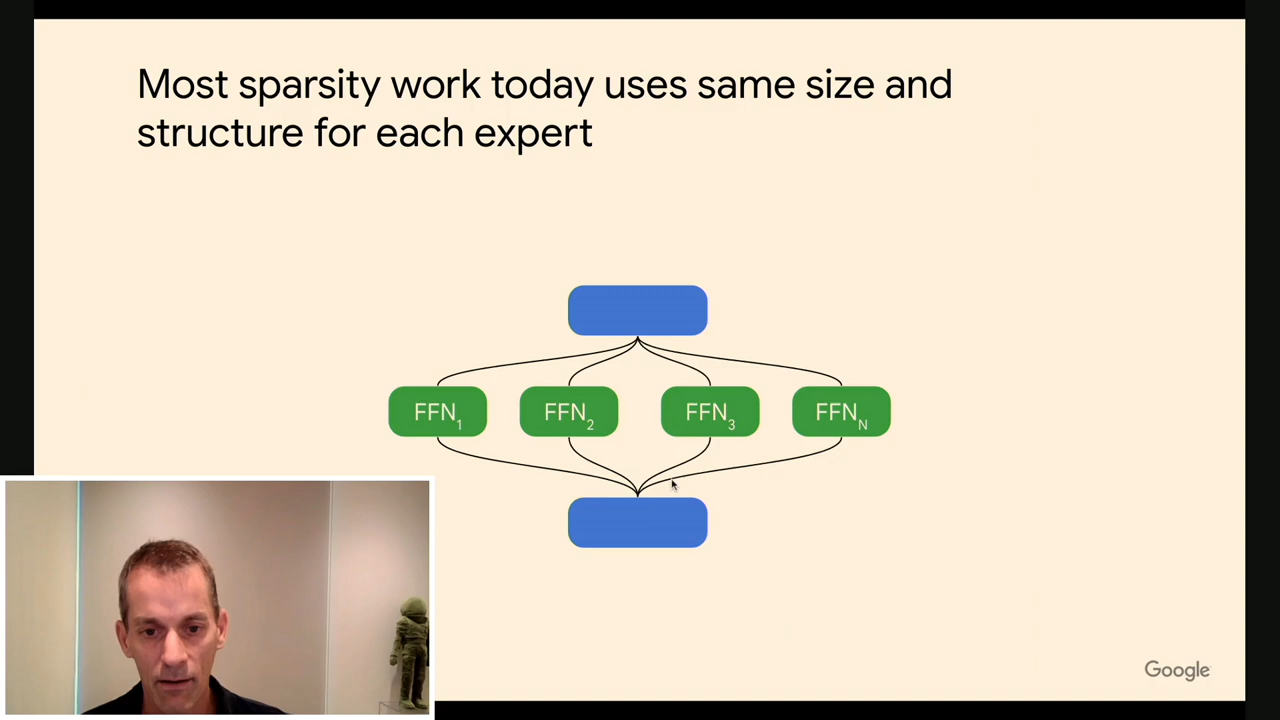 Most sparsity work today uses same size and
structure for each expert
FFN1 FFN2 FFN3 FFNN
Google